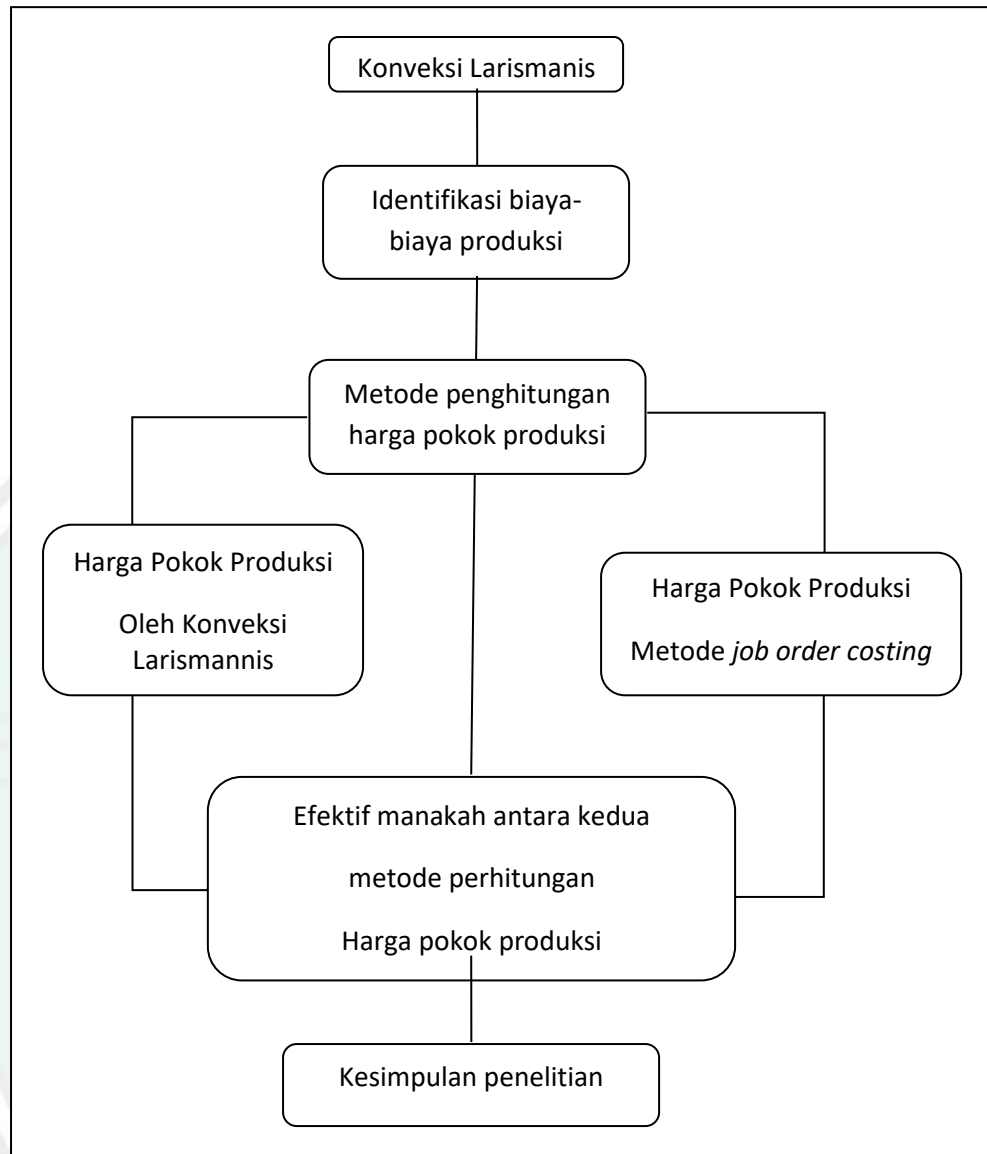 Konveksi Larismanis
Identifikasi biaya-
biaya produksi
Metode penghitungan
harga pokok produksi
Harga Pokok Produksi
Oleh Konveksi
Larismannis
Harga Pokok Produksi
Metode job order costing
Efektif manakah antara kedua
metode perhitungan
Harga pokok produksi
Kesimpulan penelitian